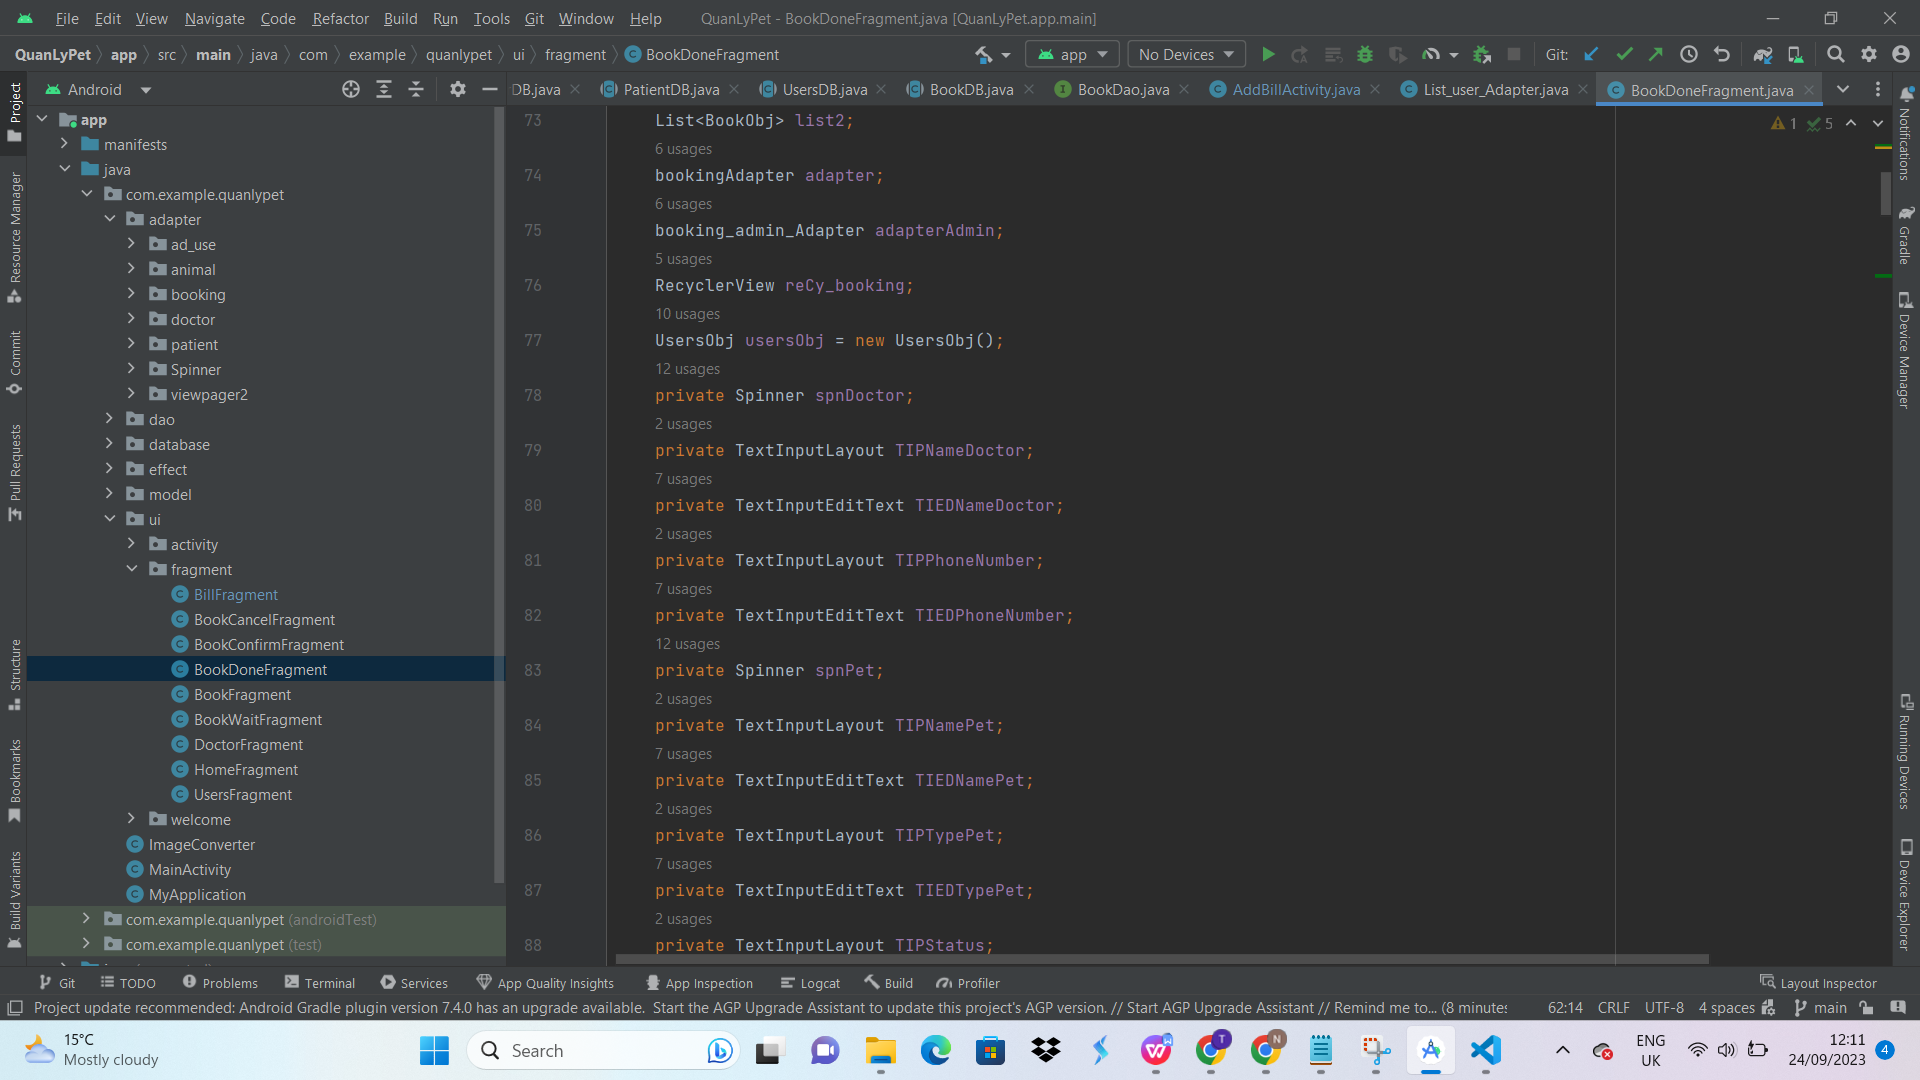 File Edit View Navigate Code Refactor Build Run Tools Git Window Help QuanLyPet - BookDoneFragment.java [QuanLyPet.app.main]
QuanLyPet app src main java com example quanlypet ui fragment BookDoneFragment app No Devices Git:
Android
DB.java PatientDB.java UsersDB.java BookDB.java BookDao.java AddBillActivity.java List_user_Adapter.java BookDoneFragment.java
Project
Resource Manager
Commit
Pull Requests
Structure
Bookmarks
Build Variants
app
manifests
java
com.example.quanlypet
adapter
ad_use
animal
booking
doctor
patient
Spinner
viewpager2
dao
database
effect
model
ui
activity
fragment
BillFragment
BookCancelFragment
BookConfirmFragment
BookDoneFragment
BookFragment
BookWaitFragment
DoctorFragment
HomeFragment
UsersFragment
welcome
ImageConverter
MainActivity
MyApplication
com.example.quanlypet (androidTest)
com.example.quanlypet (test)
73 List<BookObj> list2;
6 usages
74 bookingAdapter adapter;
6 usages
75 booking_admin_Adapter adapterAdmin;
5 usages
76 RecyclerView reCy_booking;
10 usages
77 UsersObj usersObj = new UsersObj();
12 usages
78 private Spinner spnDoctor;
2 usages
79 private TextInputLayout TIPNameDoctor;
7 usages
80 private TextInputEditText TIEDNameDoctor;
2 usages
81 private TextInputLayout TIPPhoneNumber;
7 usages
82 private TextInputEditText TIEDPhoneNumber;
12 usages
83 private Spinner spnPet;
2 usages
84 private TextInputLayout TIPNamePet;
7 usages
85 private TextInputEditText TIEDNamePet;
2 usages
86 private TextInputLayout TIPTypePet;
7 usages
87 private TextInputEditText TIEDTypePet;
2 usages
88 private TextInputLayout TIPStatus;
1 5
Notifications
Gradle
Device Manager
Running Devices
Device Explorer
Git TODO Problems Terminal Services App Quality Insights App Inspection Logcat Build Profiler Layout Inspector
Project update recommended: Android Gradle plugin version 7.4.0 has an upgrade available. Start the AGP Upgrade Assistant to update this project's AGP version. // Start AGP Upgrade Assistant // Remind me to... (8 minutes 62:14 CRLF UTF-8 4 spaces main
15°C
Mostly cloudy
Search
T
N
ENG
UK
12:11
24/09/2023
4